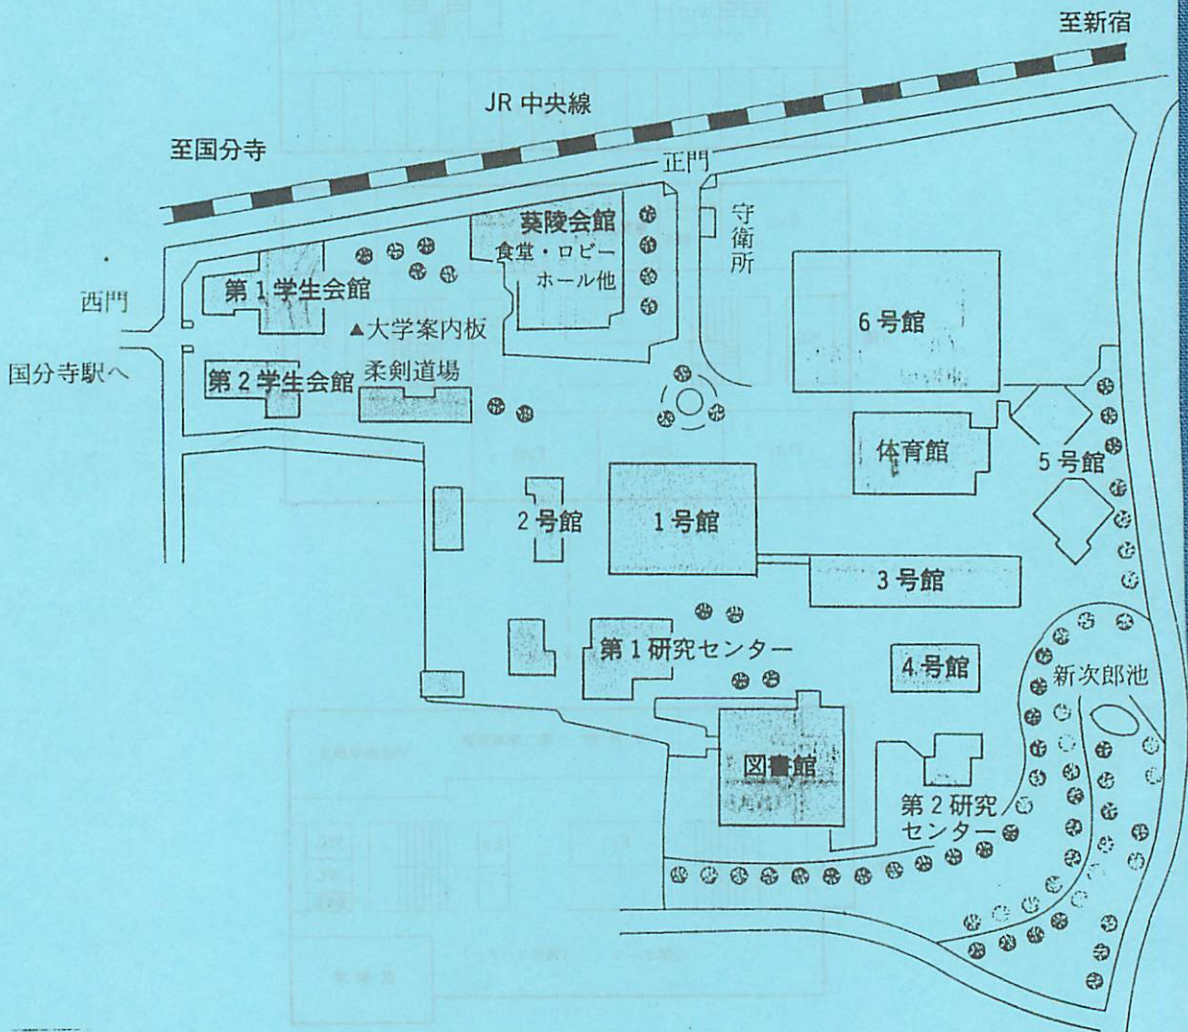 至新宿
JR 中央線
至国分寺
正門
葵陵会館
食堂・ロビー
ホール他
守衛所
第1学生会館
西門
▲大学案内板
6号館
国分寺駅へ
第2学生会館
柔剣道場
体育館
5号館
2号館
1号館
3号館
第1研究センター
4号館
新次郎池
図書館
第2研究
センター